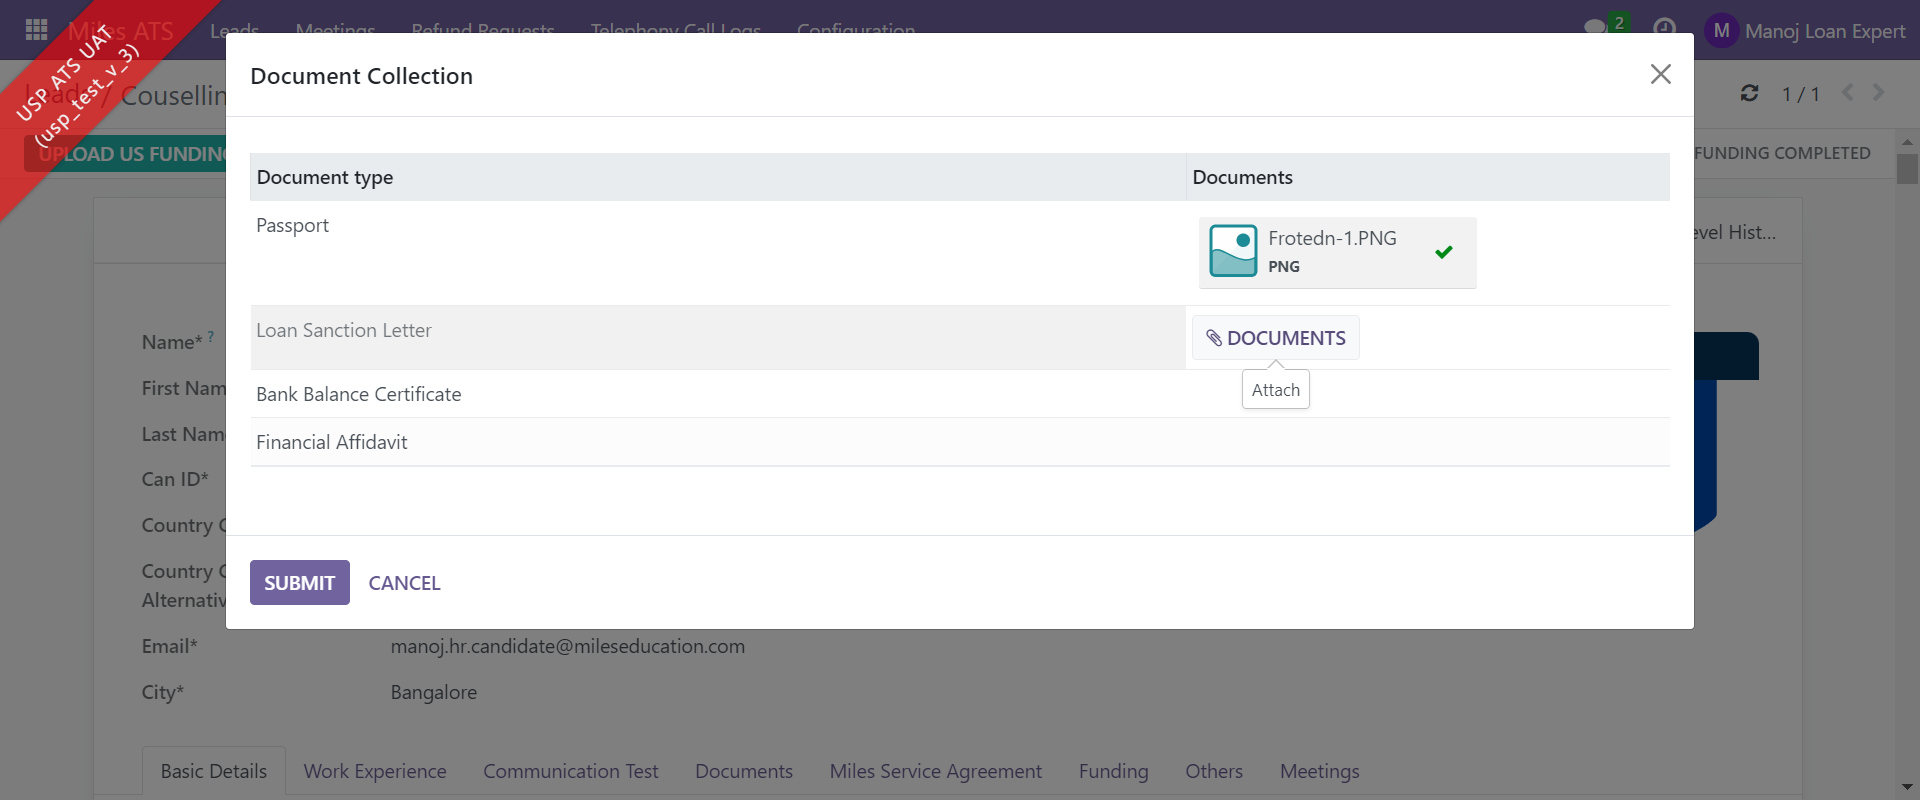 Miles ATS Leads Meetings Refund Requests Telephony Call Logs Configuration 2 M Manoj Loan Expert
USP ATS UAT
(usp_test_v_3)
Leads / Cousellin
1 / 1
UPLOAD US FUNDING
FUNDING COMPLETED
Document Collection
Document type Documents
Passport
Frotedn-1.PNG
PNG
Loan Sanction Letter
DOCUMENTS
Attach
Bank Balance Certificate
Financial Affidavit
SUBMIT CANCEL
evel Hist...
Name* ?
First Nam
Last Nam
Can ID*
Country C
Country C
Alternativ
Email* manoj.hr.candidate@mileseducation.com
City* Bangalore
Basic Details Work Experience Communication Test Documents Miles Service Agreement Funding Others Meetings